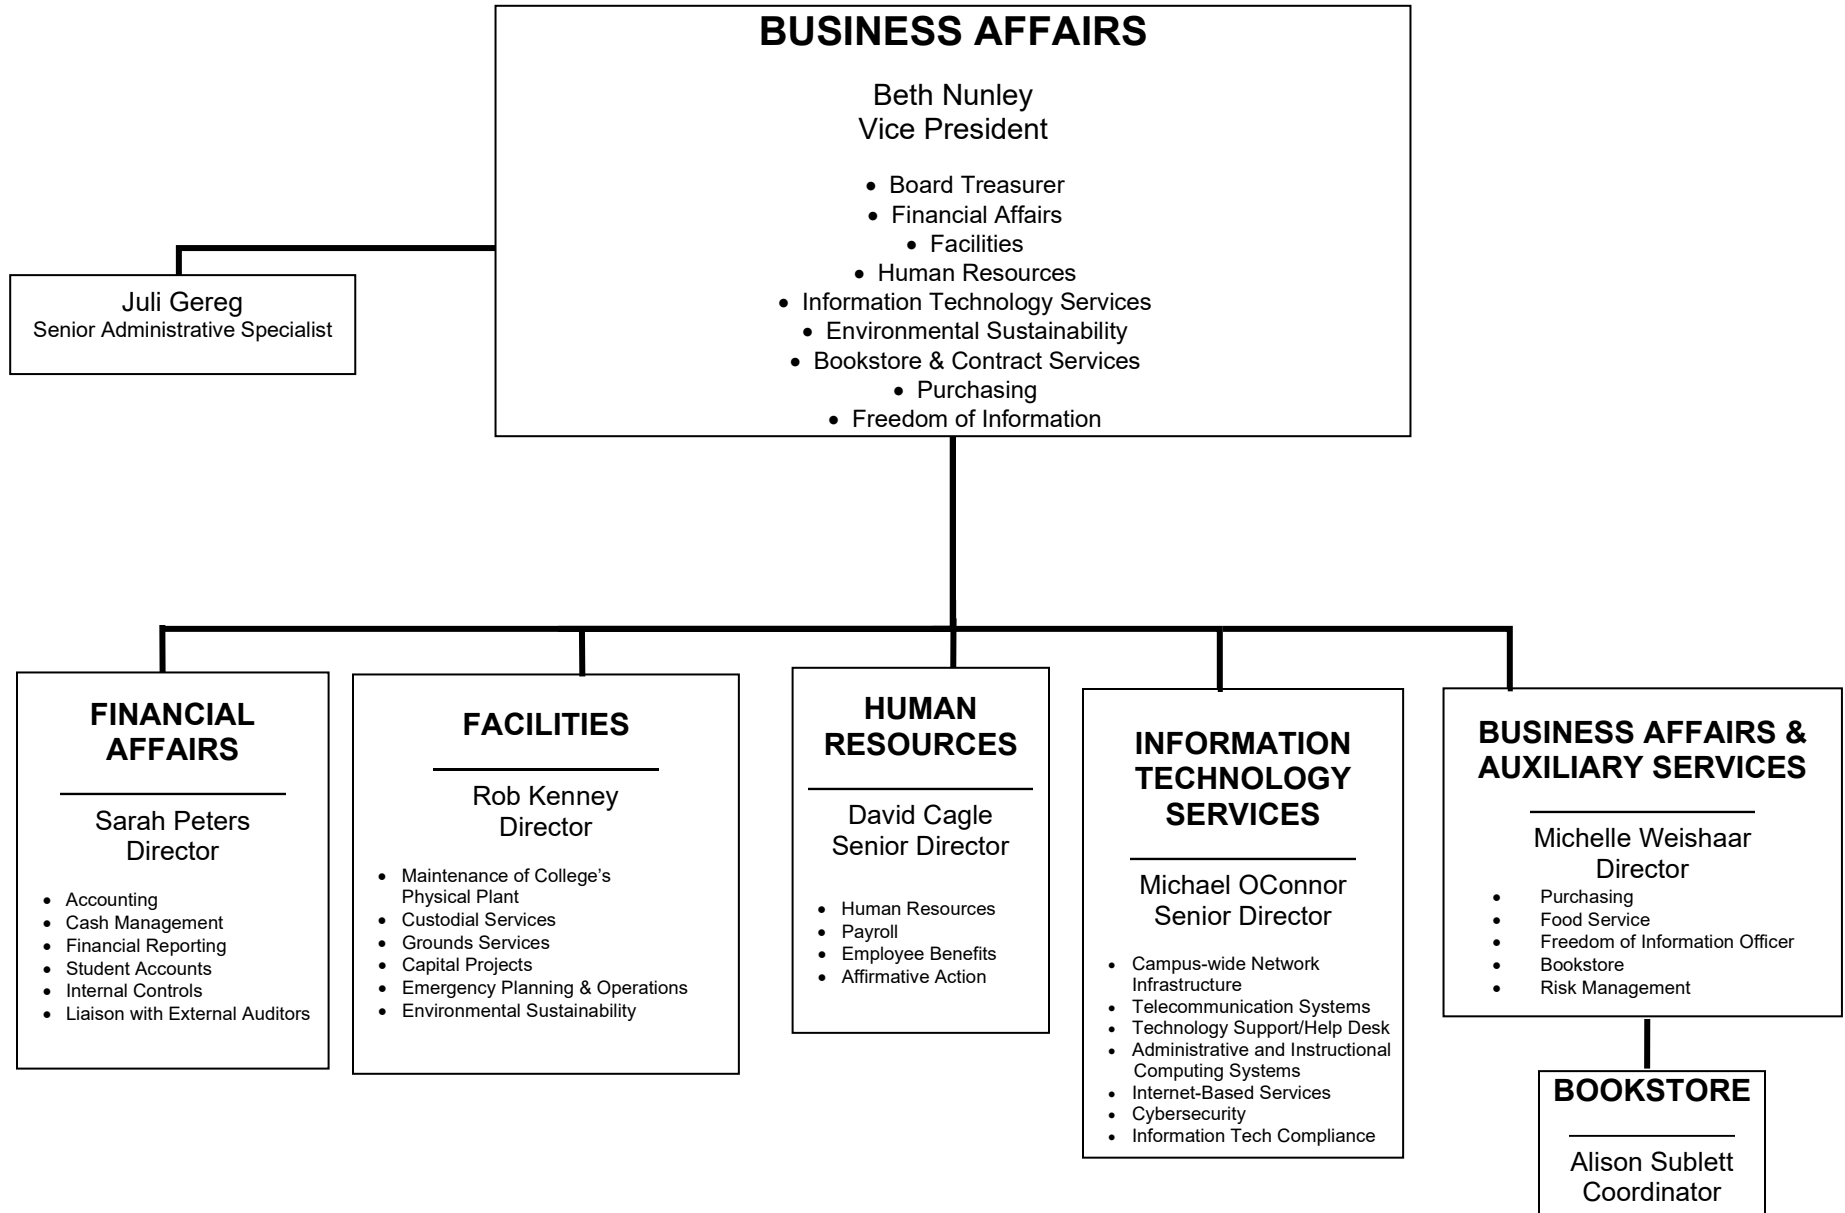 BUSINESS AFFAIRS
Beth Nunley
Vice President
• Board Treasurer
• Financial Affairs
• Facilities
• Human Resources
• Information Technology Services
• Environmental Sustainability
• Bookstore & Contract Services
• Purchasing
• Freedom of Information
Juli Gereg
Senior Administrative Specialist
FINANCIAL
AFFAIRS
Sarah Peters
Director
• Accounting
• Cash Management
• Financial Reporting
• Student Accounts
• Internal Controls
• Liaison with External Auditors
FACILITIES
Rob Kenney
Director
• Maintenance of College’s
Physical Plant
• Custodial Services
• Grounds Services
• Capital Projects
• Emergency Planning & Operations
• Environmental Sustainability
HUMAN
RESOURCES
David Cagle
Senior Director
• Human Resources
• Payroll
• Employee Benefits
• Affirmative Action
INFORMATION
TECHNOLOGY
SERVICES
Michael OConnor
Senior Director
• Campus-wide Network
Infrastructure
• Telecommunication Systems
• Technology Support/Help Desk
• Administrative and Instructional
Computing Systems
• Internet-Based Services
• Cybersecurity
• Information Tech Compliance
BUSINESS AFFAIRS &
AUXILIARY SERVICES
Michelle Weishaar
Director
• Purchasing
• Food Service
• Freedom of Information Officer
• Bookstore
• Risk Management
BOOKSTORE
Alison Sublett
Coordinator